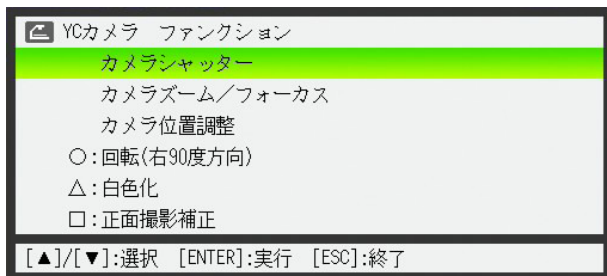 YCカメラ ファンクション
カメラシャッター
カメラズーム/フォーカス
カメラ位置調整
○:回転(右90度方向)
△:白色化
□:正面撮影補正
[▲]/[▼]:選択 [ENTER]:実行 [ESC]:終了